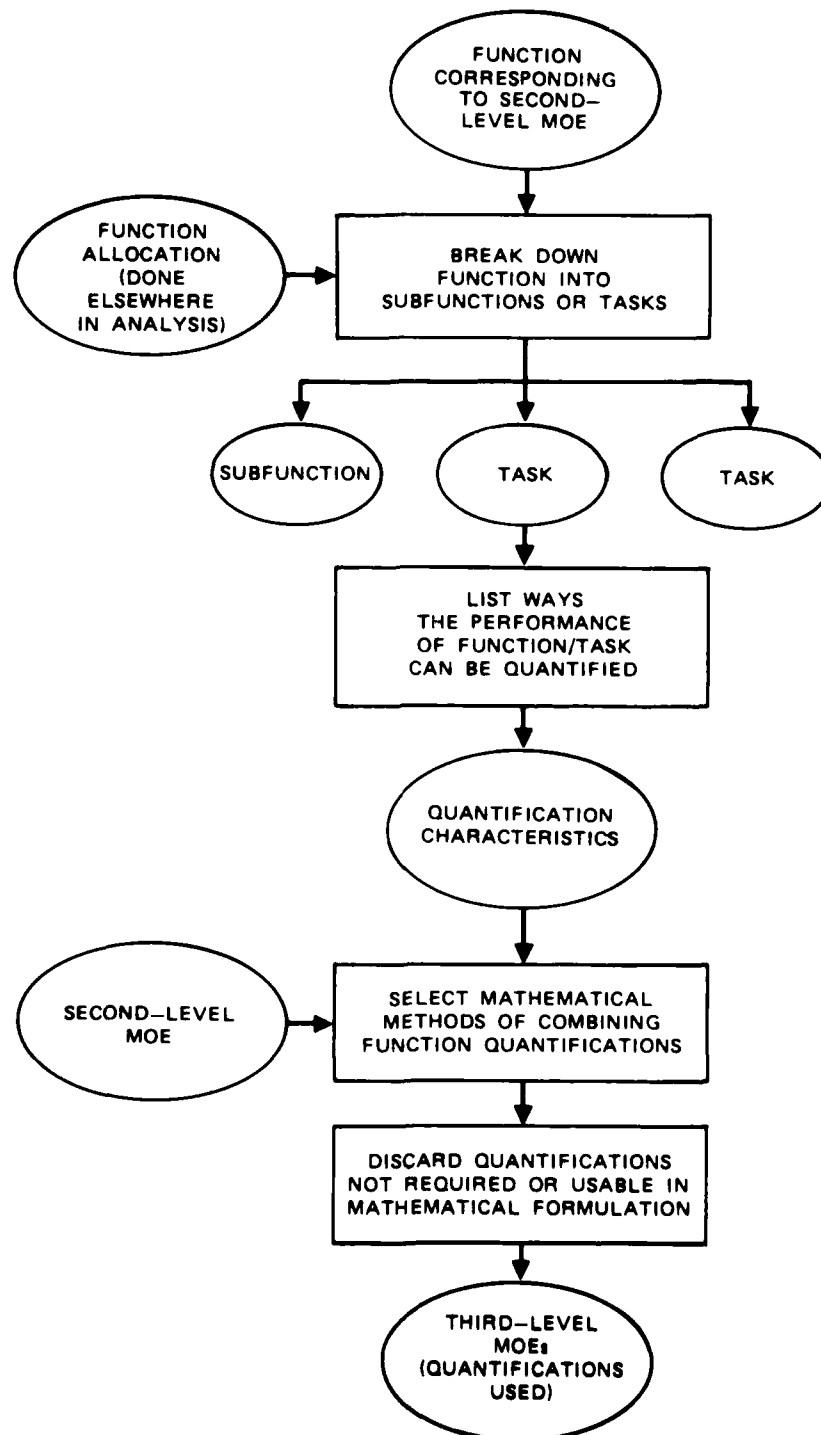 FUNCTION
CORRESPONDING
TO SECOND–
LEVEL MOE
FUNCTION
ALLOCATION
(DONE
ELSEWHERE
IN ANALYSIS)
BREAK DOWN
FUNCTION INTO
SUBFUNCTIONS OR TASKS
SUBFUNCTION
TASK
TASK
LIST WAYS
THE PERFORMANCE
OF FUNCTION/TASK
CAN BE QUANTIFIED
QUANTIFICATION
CHARACTERISTICS
SECOND–LEVEL
MOE
SELECT MATHEMATICAL
METHODS OF COMBINING
FUNCTION QUANTIFICATIONS
DISCARD QUANTIFICATIONS
NOT REQUIRED OR USABLE IN
MATHEMATICAL FORMULATION
THIRD–LEVEL
MOEs
(QUANTIFICATIONS
USED)